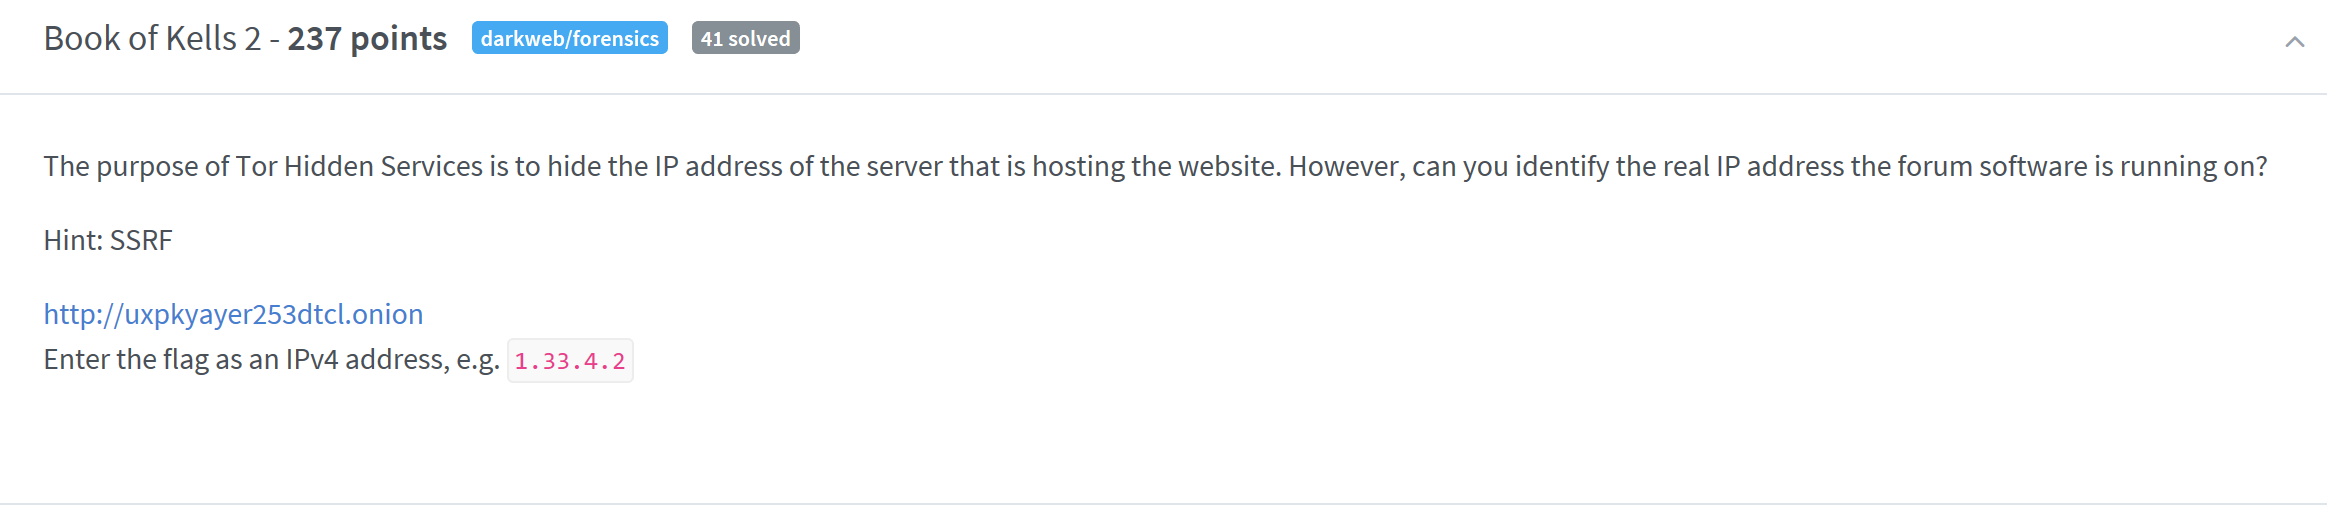 Book of Kells 2 - 237 points darkweb/forensics 41 solved
The purpose of Tor Hidden Services is to hide the IP address of the server that is hosting the website. However, can you identify the real IP address the forum software is running on?
Hint: SSRF
http://uxpkyayer253dtcl.onion
Enter the flag as an IPv4 address, e.g. 1.33.4.2